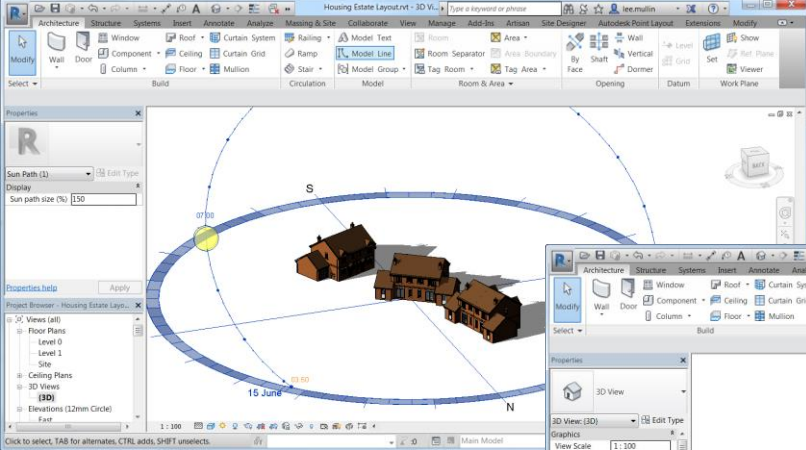 Housing Estate Layout.rvt - 3D Vi...
Type a keyword or phrase
lee.mullin
Architecture Structure Systems Insert Annotate Analyze Massing & Site Collaborate View Manage Add-Ins Artisan Site Designer Autodesk Point Layout Extensions Modify
Modify
Wall
Door
Window
Component
Column
Roof
Ceiling
Floor
Curtain System
Curtain Grid
Mullion
Railing
Ramp
Stair
Model Text
Model Line
Model Group
Room
Room Separator
Tag Room
Area
Area Boundary
Tag Area
By Face
Shaft
Wall
Vertical
Dormer
Level
Grid
Set
Show
Ref Plane
Viewer
Select
Build
Circulation
Model
Room & Area
Opening
Datum
Work Plane
Properties
R
Sun Path (1)
Edit Type
Display
Sun path size (%) 150
Properties help
Apply
Project Browser - Housing Estate Layo...
Views (all)
Floor Plans
Level 0
Level 1
Site
Ceiling Plans
3D Views
{3D}
Elevations (12mm Circle)
East
S
07:00
15 June
03:50
N
BACK
1 : 100
Click to select, TAB for alternates, CTRL adds, SHIFT unselects.
:0
Main Model
Architecture Structure Systems Insert Annotate Ana
Modify
Wall
Door
Window
Component
Column
Roof
Ceiling
Floor
Curtain Sys
Curtain Gri
Mullion
Select
Build
Properties
3D View
3D View: {3D}
Edit Type
Graphics
View Scale 1 : 100